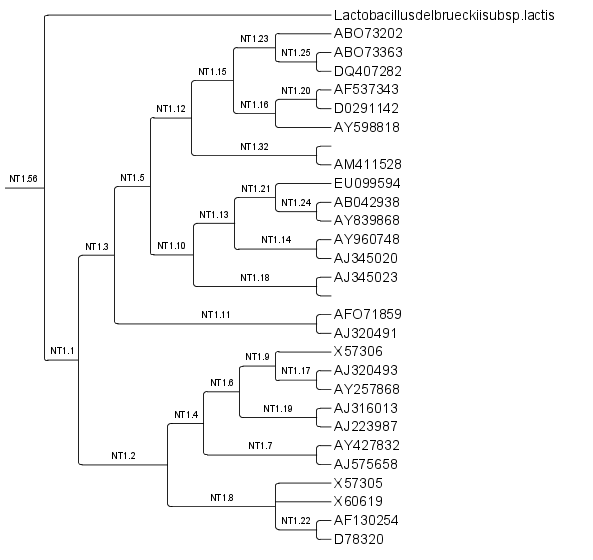 Lactobacillusdelbrueckiisubsp.lactis
ABO73202
NT1.23
ABO73363
NT1.25
DQ407282
NT1.15
AF537343
NT1.20
DO291142
NT1.16
NT1.12
AY598818
NT1.32
AM411528
NT1.56
NT1.5
EU099594
NT1.21
AB042938
NT1.24
NT1.13
AY839868
AY960748
NT1.3
NT1.10
NT1.14
AJ345020
NT1.18
AJ345023
NT1.11
AFO71859
AJ320491
NT1.1
X57306
NT1.9
AJ320493
NT1.17
NT1.6
AY257868
AJ316013
NT1.19
NT1.4
AJ223987
AY427832
NT1.7
NT1.2
AJ575658
X57305
NT1.8
X60619
AF130254
NT1.22
D78320